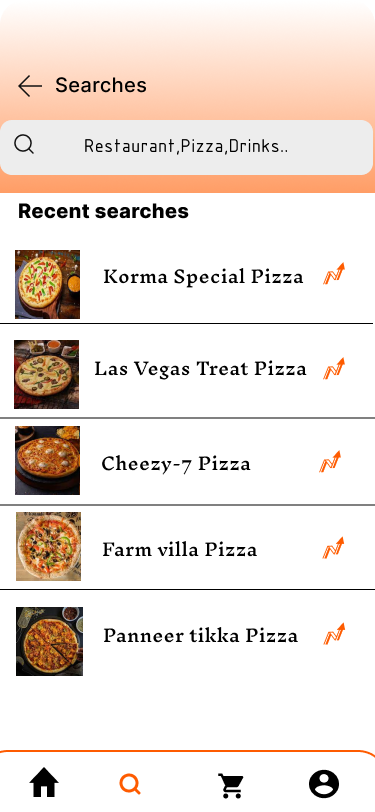 Searches
Restaurant,Pizza,Drinks..
Recent searches
Korma Special Pizza
Las Vegas Treat Pizza
Cheezy-7 Pizza
Farm villa Pizza
Panneer tikka Pizza